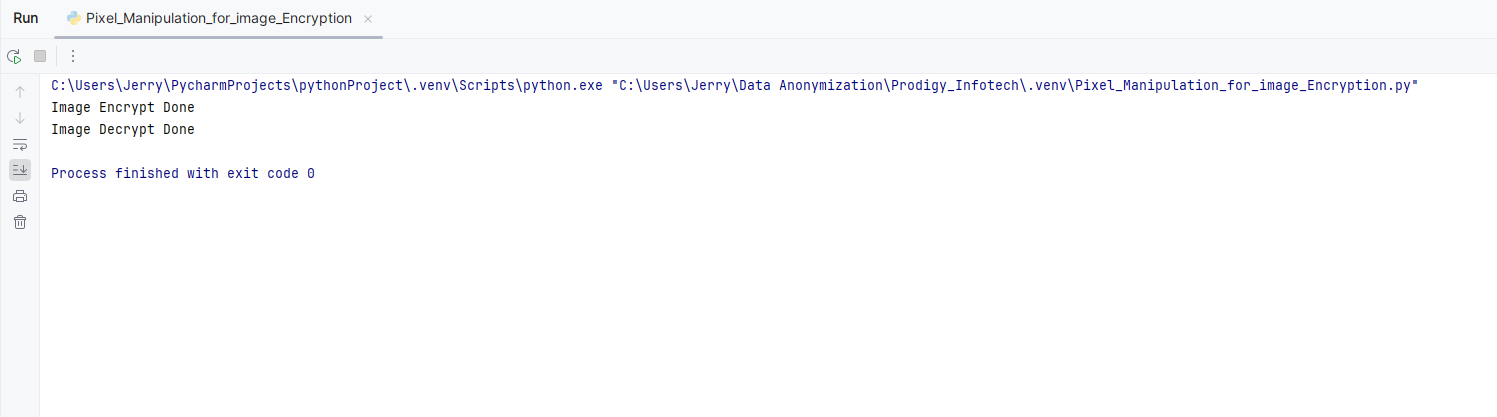 Run Pixel_Manipulation_for_image_Encryption
C:\Users\Jerry\PycharmProjects\pythonProject\.venv\Scripts\python.exe "C:\Users\Jerry\Data Anonymization\Prodigy_Infotech\.venv\Pixel_Manipulation_for_image_Encryption.py"
Image Encrypt Done
Image Decrypt Done
Process finished with exit code 0